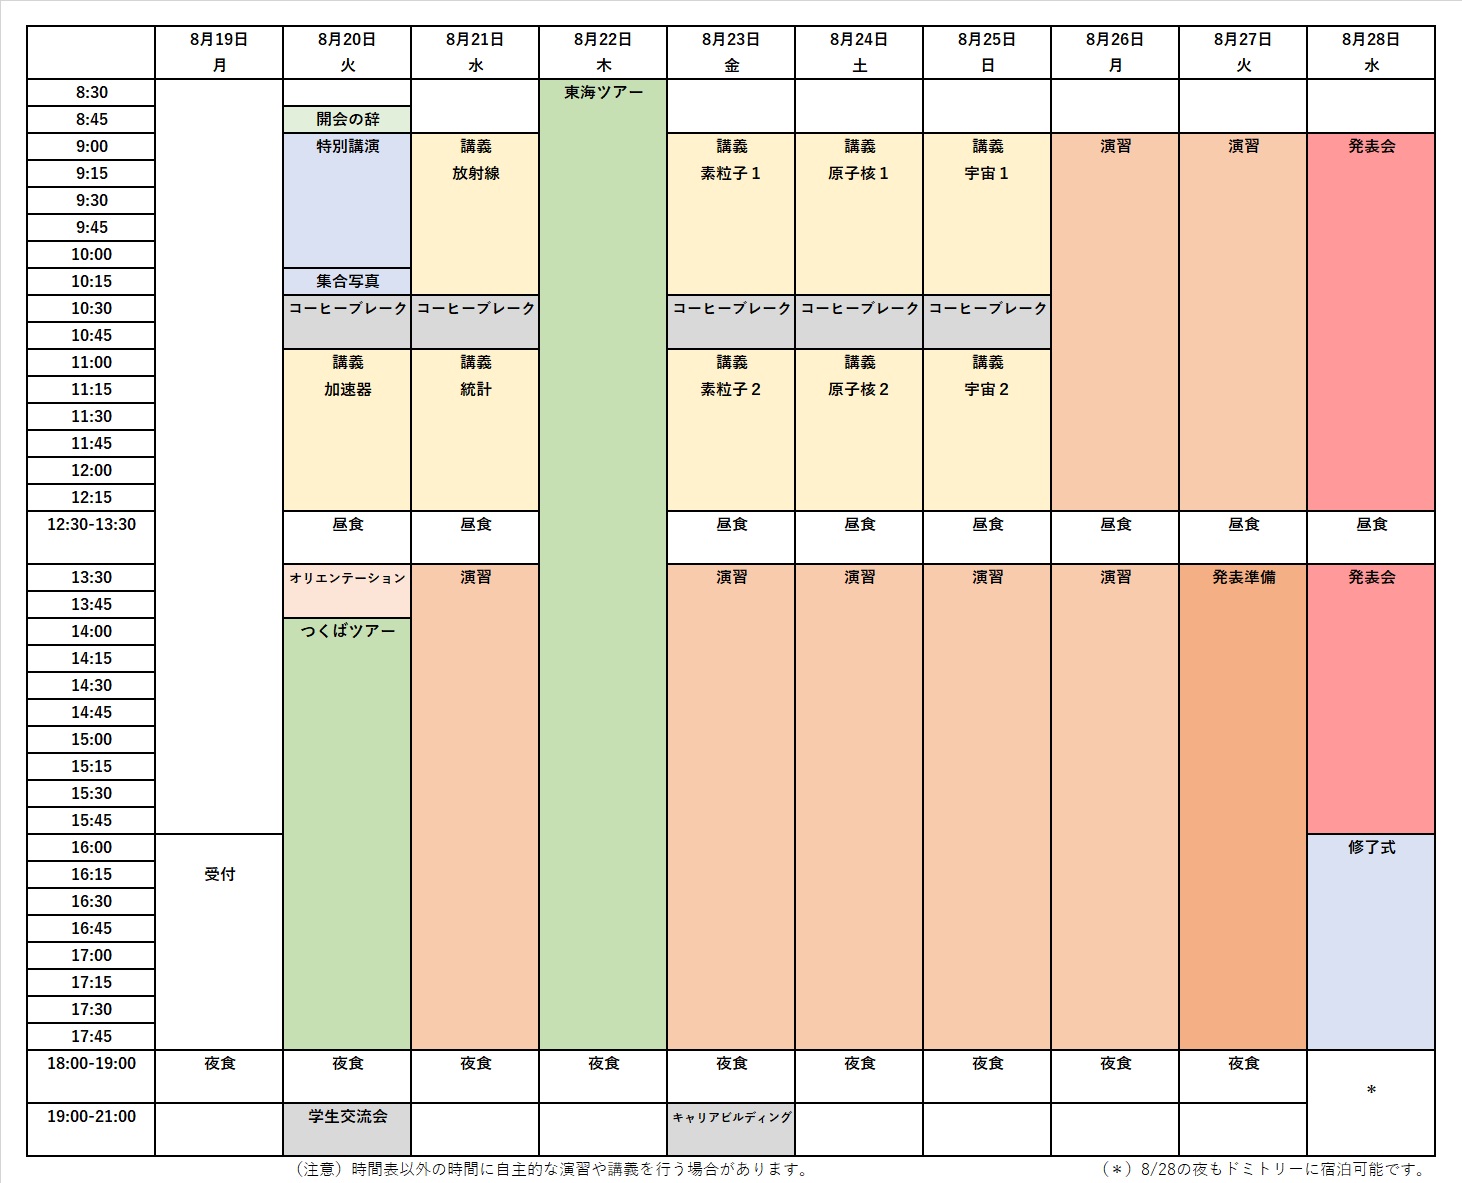 8月19日 8月20日 8月21日 8月22日 8月23日 8月24日 8月25日 8月26日 8月27日 8月28日
月 火 水 木 金 土 日 月 火 水
8:30 東海ツアー
8:45 開会の辞
9:00 特別講演 講義 講義 講義 講義 演習 演習 発表会
9:15 放射線 素粒子１ 原子核１ 宇宙１
9:30
9:45
10:00
10:15 集合写真
10:30 コーヒーブレーク コーヒーブレーク コーヒーブレーク コーヒーブレーク コーヒーブレーク
10:45
11:00 講義 講義 講義 講義 講義
11:15 加速器 統計 素粒子２ 原子核２ 宇宙２
11:30
11:45
12:00
12:15
12:30-13:30 昼食 昼食 昼食 昼食 昼食 昼食 昼食 昼食
13:30 オリエンテーション 演習 演習 演習 演習 演習 発表準備 発表会
13:45
14:00 つくばツアー
14:15
14:30
14:45
15:00
15:15
15:30
15:45
16:00 修了式
16:15 受付
16:30
16:45
17:00
17:15
17:30
17:45
18:00-19:00 夜食 夜食 夜食 夜食 夜食 夜食 夜食 夜食 夜食
＊
19:00-21:00 学生交流会 キャリアビルディング
（注意）時間表以外の時間に自主的な演習や講義を行う場合があります。 （＊）8/28の夜もドミトリーに宿泊可能です。